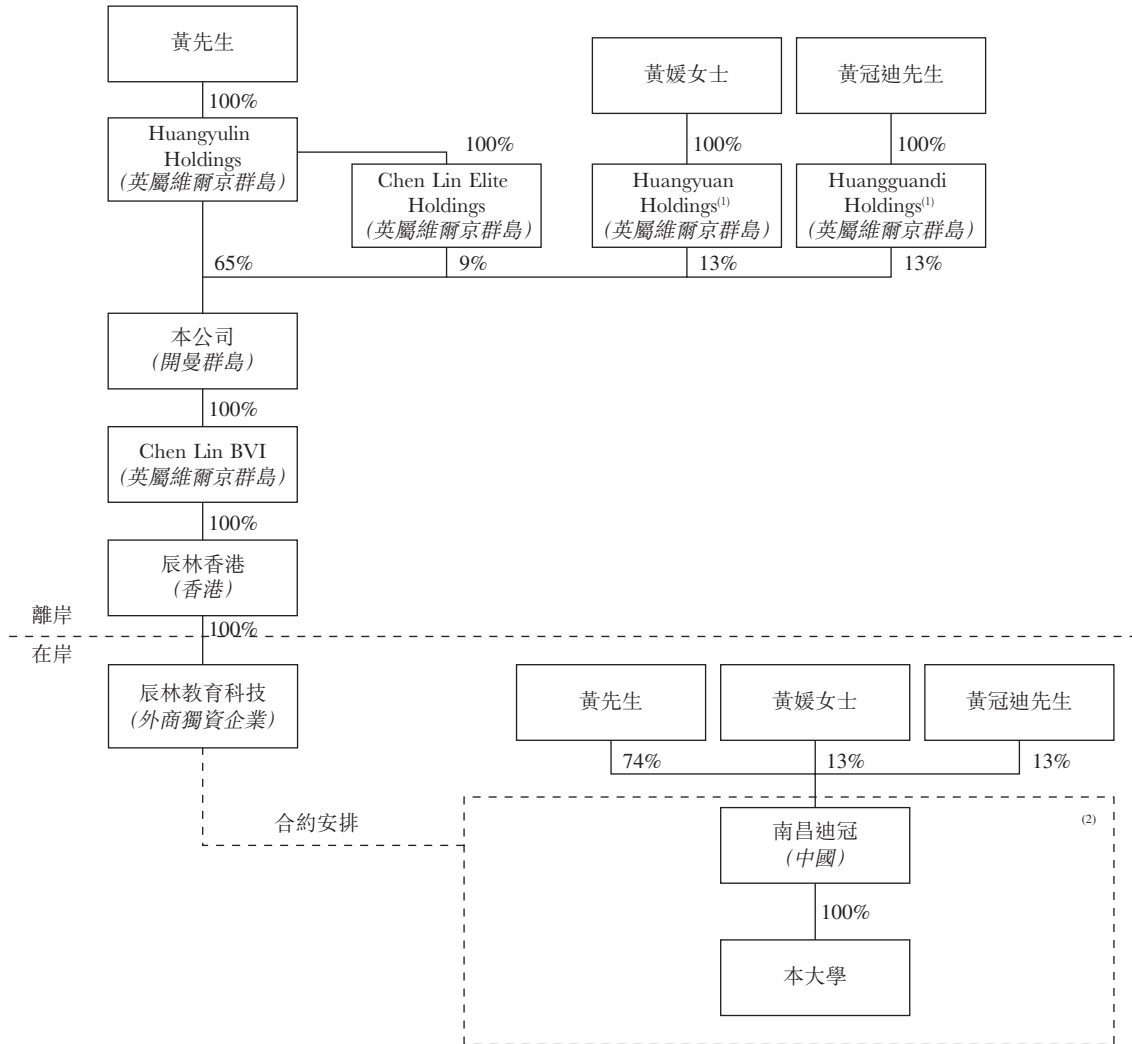 黃先生
黃媛女士
黃冠迪先生
100%
100%
100%
Huangyulin
Holdings
(英屬維爾京群島)
100%
Chen Lin Elite
Holdings
(英屬維爾京群島)
Huangyuan
Holdings(1)
(英屬維爾京群島)
Huangguandi
Holdings(1)
(英屬維爾京群島)
65%
9%
13%
13%
本公司
(開曼群島)
100%
Chen Lin BVI
(英屬維爾京群島)
100%
辰林香港
(香港)
離岸
100%
在岸
辰林教育科技
(外商獨資企業)
黃先生
黃媛女士
黃冠迪先生
74%
13%
13%
合約安排
南昌迪冠
(中國)
(2)
100%
本大學